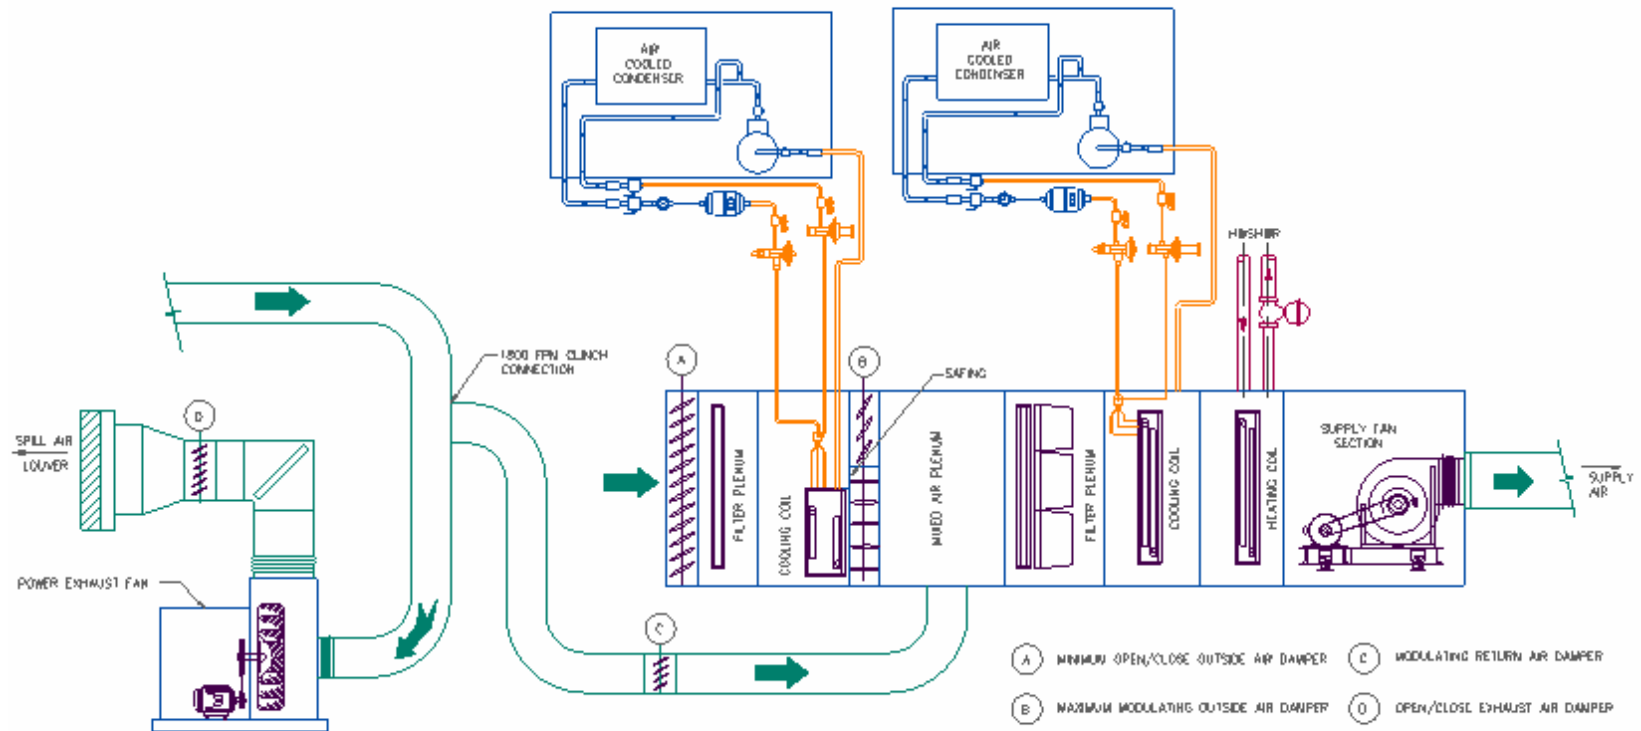 AIR
COOLED
CONDENSER
AIR
COOLED
CONDENSER
HWSHWR
1800 FPM CLINCH
CONNECTION
A
B
SAFING
D
SPILL AIR
LOUVER
FILTER PLENUM
COOLING COIL
MIXED AIR PLENUM
FILTER PLENUM
COOLING COIL
HEATING COIL
SUPPLY FAN
SECTION
SUPPLY
AIR
POWER EXHAUST FAN
C
A MINIMUM OPEN/CLOSE OUTSIDE AIR DAMPER
C MODULATING RETURN AIR DAMPER
B MAXIMUM MODULATING OUTSIDE AIR DAMPER
D OPEN/CLOSE EXHAUST AIR DAMPER